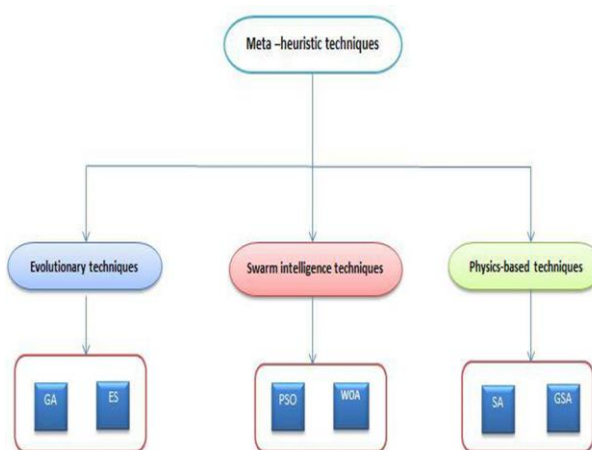 Meta –heuristic techniques
Evolutionary techniques
Swarm intelligence techniques
Physics-based techniques
GA
ES
PSO
WOA
SA
GSA